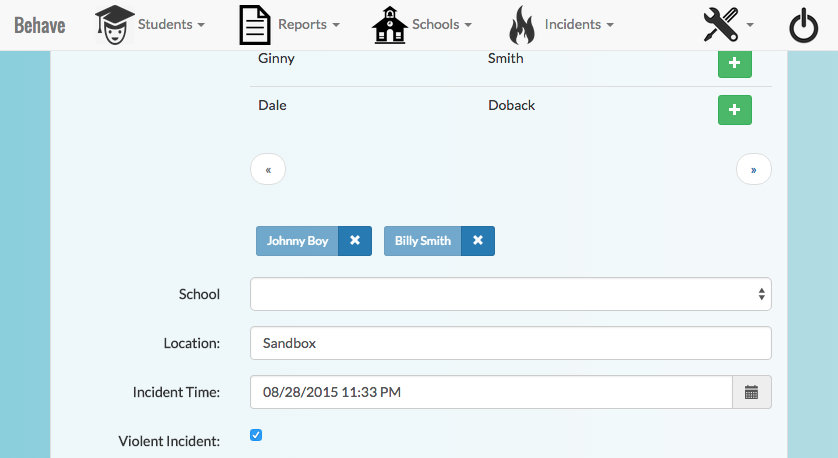 Behave Students Reports Schools Incidents
Ginny Smith +
Dale Doback +
« »
Johnny Boy × Billy Smith ×
School
Location: Sandbox
Incident Time: 08/28/2015 11:33 PM
Violent Incident: